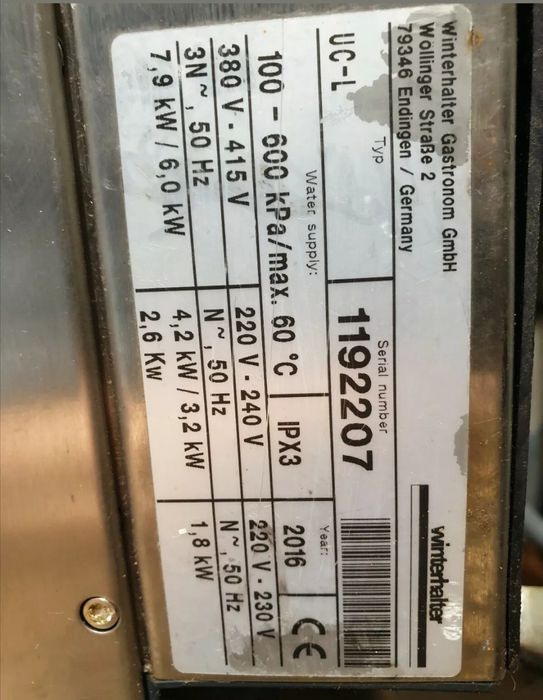 Winterhalter Gastronom GmbH
Wöllinger Straße 2
79346 Endingen / Germany
winterhalter
Typ
UC-L
Serial number
1192207
Water supply:
100 - 600 kPa/max. 60 °C
IPX3
Year:
2016
CE
380 V - 415 V
3N~, 50 Hz
7,9 kW / 6,0 kW
220 V - 240 V
N~, 50 Hz
4,2 kW / 3,2 kW
2,6 Kw
220 V - 230 V
N~, 50 Hz
1,8 kW